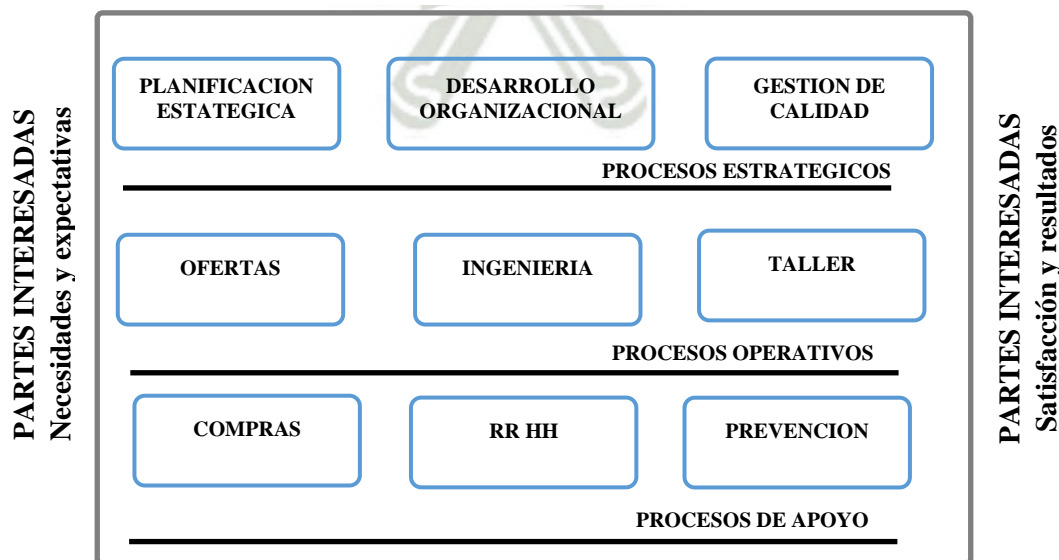 PARTES INTERESADAS
Necesidades y expectativas
PLANIFICACION
ESTATEGICA
DESARROLLO
ORGANIZACIONAL
GESTION DE
CALIDAD
PROCESOS ESTRATEGICOS
OFERTAS
INGENIERIA
TALLER
PROCESOS OPERATIVOS
COMPRAS
RR HH
PREVENCION
PROCESOS DE APOYO
PARTES INTERESADAS
Satisfacción y resultados